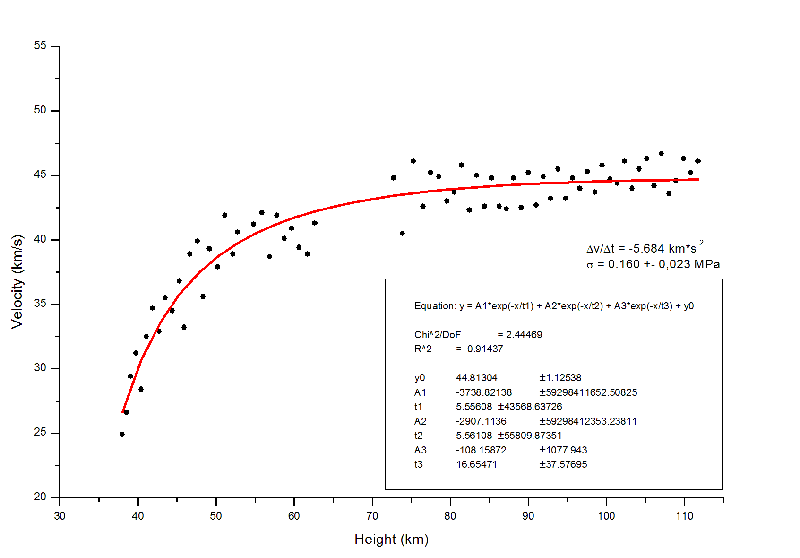 55
50
45
40
35
30
25
20
Velocity (km/s)
Δv/Δt = -5.684 km*s⁻²
σ = 0.160 +- 0,023 MPa
Equation: y = A1*exp(-x/t1) + A2*exp(-x/t2) + A3*exp(-x/t3) + y0
Chi^2/DoF = 2.44469
R^2 = 0.91437
y0 44.81304 ±1.12538
A1 -3738.82138 ±59298411652.50825
t1 5.55608 ±43568.63726
A2 -2907.1136 ±59298412353.23811
t2 5.56108 ±55809.87351
A3 -108.15872 ±1077.943
t3 16.65471 ±37.57695
30 40 50 60 70 80 90 100 110
Height (km)